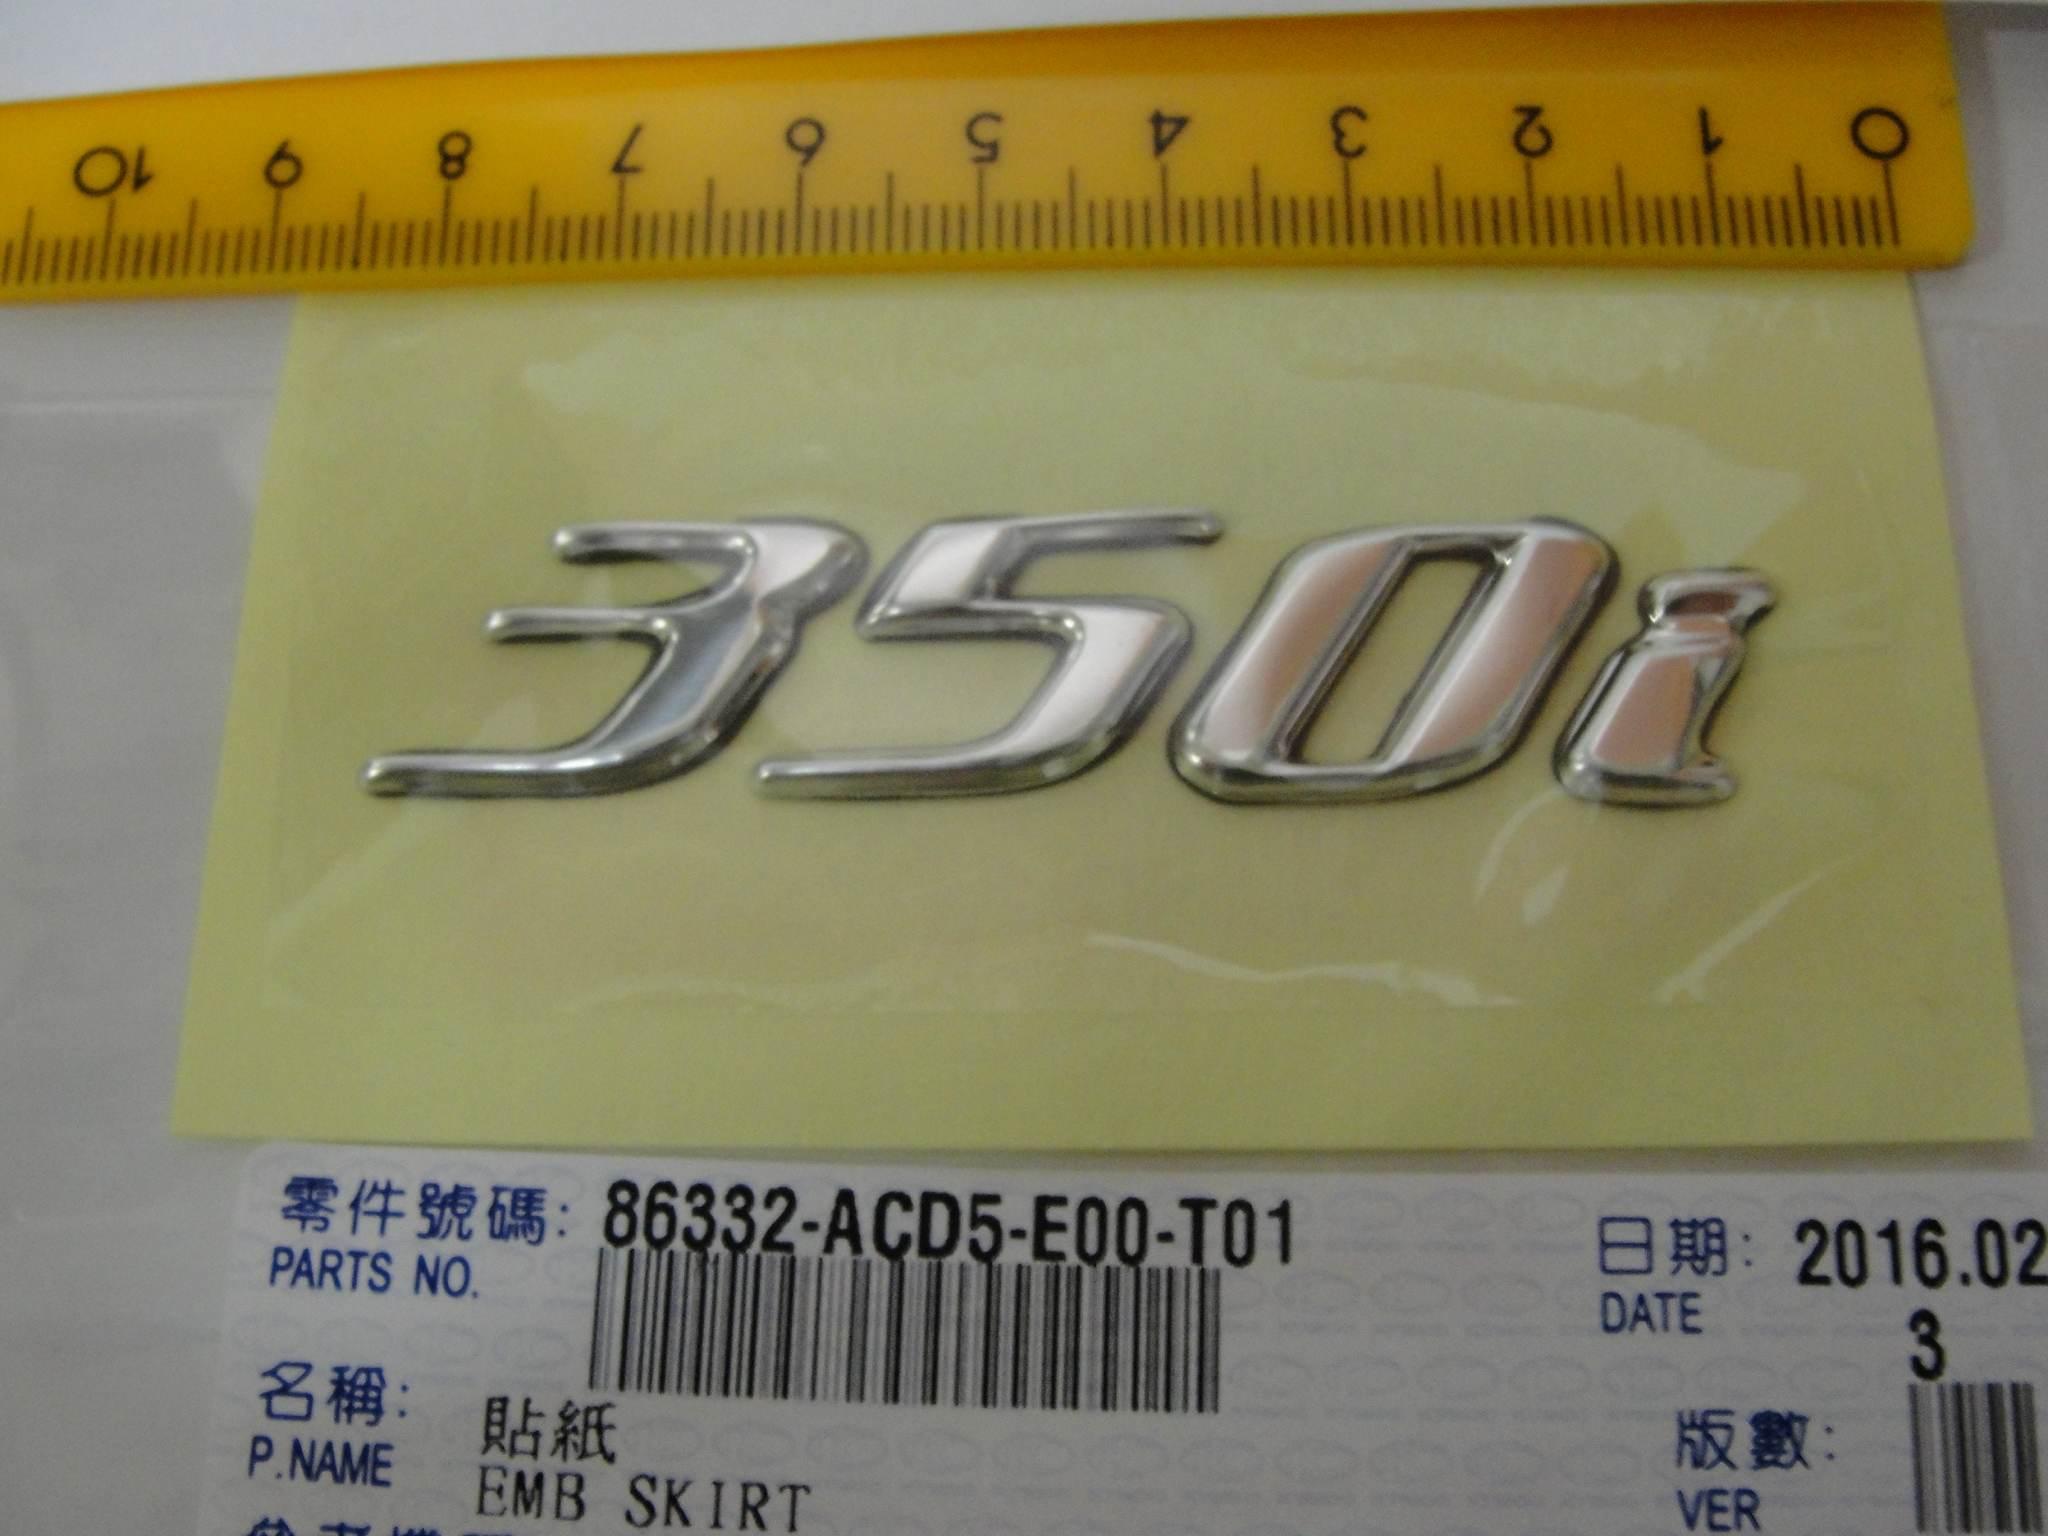 10 9 8 7 6 5 4 3 2 1 0
350i
零件號碼: 86332-ACD5-E00-T01
PARTS NO.
日期: 2016.02
DATE
3
名稱: 貼紙
P.NAME EMB SKIRT
版數:
VER